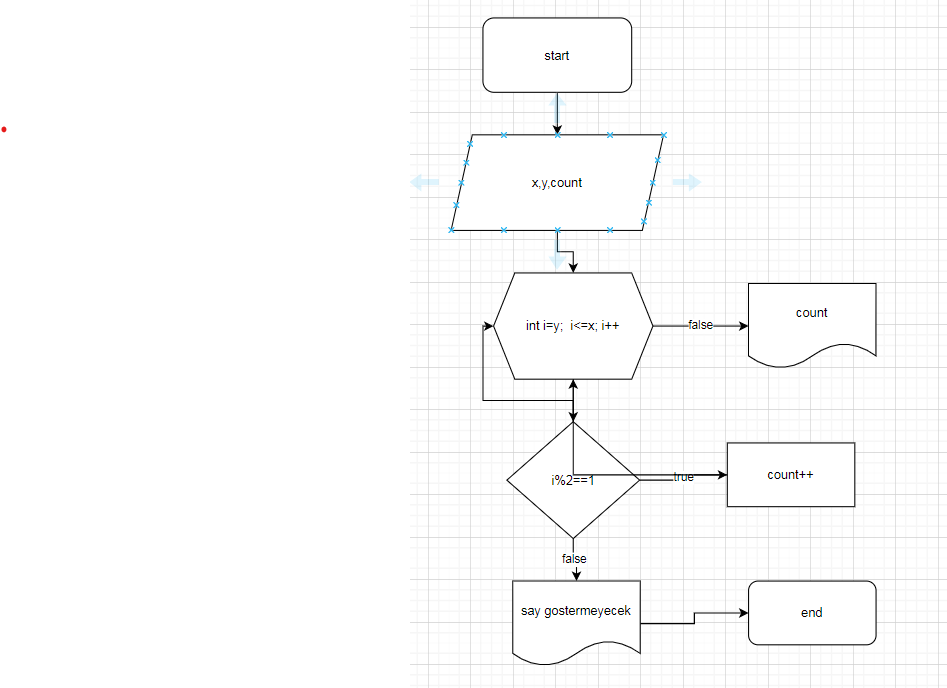 start
x,y,count
int i=y;  i<=x; i++
false
count
i%2==1
true
count++
false
say gostermeyecek
end